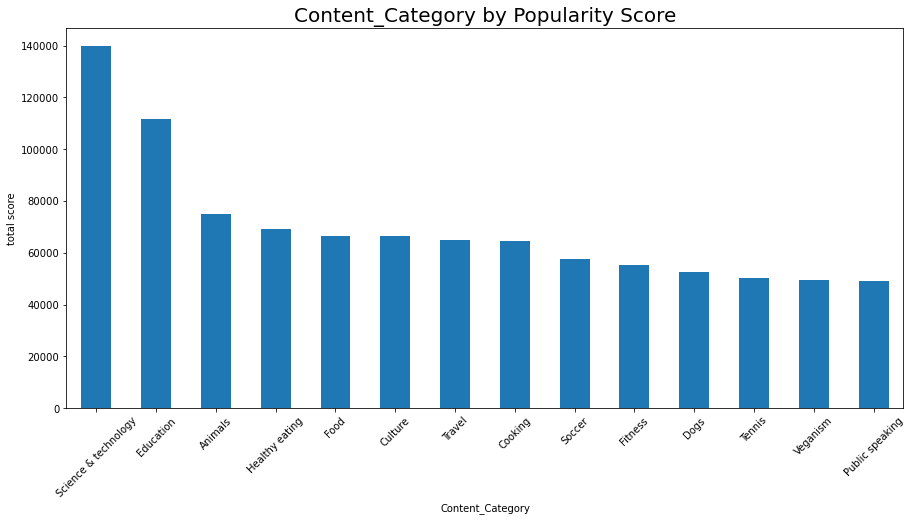 Content_Category by Popularity Score
total score
140000
120000
100000
80000
60000
40000
20000
0
Science & technology
Education
Animals
Healthy eating
Food
Culture
Travel
Cooking
Soccer
Fitness
Dogs
Tennis
Veganism
Public speaking
Content_Category